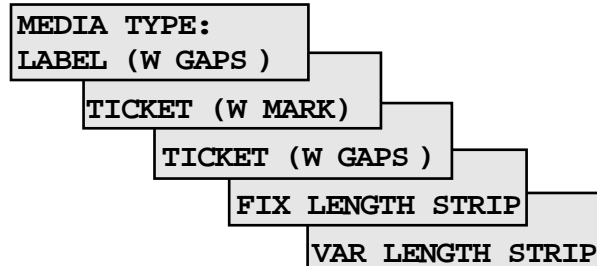 MEDIA TYPE:
LABEL (W GAPS )
TICKET (W MARK)
TICKET (W GAPS )
FIX LENGTH STRIP
VAR LENGTH STRIP